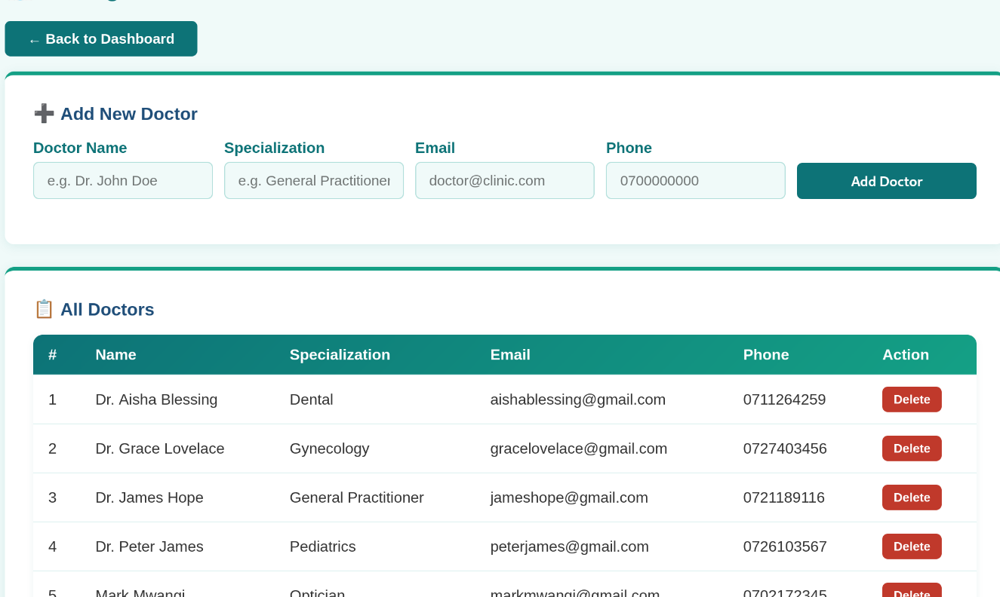 ← Back to Dashboard
➕ Add New Doctor
Doctor Name Specialization Email Phone
e.g. Dr. John Doe e.g. General Practitioner doctor@clinic.com 0700000000 Add Doctor
📋 All Doctors
# Name Specialization Email Phone Action
1 Dr. Aisha Blessing Dental aishablessing@gmail.com 0711264259 Delete
2 Dr. Grace Lovelace Gynecology gracelovelace@gmail.com 0727403456 Delete
3 Dr. James Hope General Practitioner jameshope@gmail.com 0721189116 Delete
4 Dr. Peter James Pediatrics peterjames@gmail.com 0726103567 Delete
5 Mark Mwangi Optician markmwangi@gmail.com 0702172345 Delete